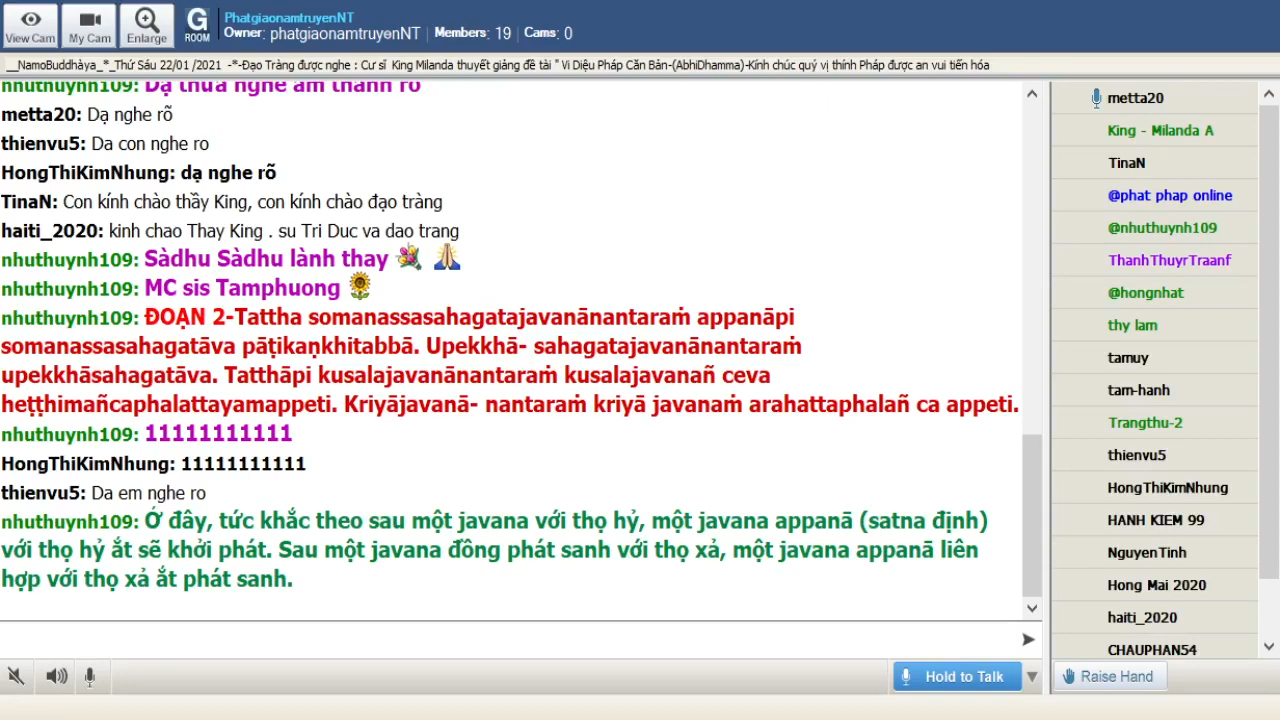 View Cam
My Cam
Enlarge
G
ROOM
PhatgiaonamtruyenNT
Owner: phatgiaonamtruyenNT | Members: 19 | Cams: 0
__NamoBuddhàya_*_Thứ Sáu 22/01 /2021 -*-Đạo Tràng được nghe : Cư sĩ King Milanda thuyết giảng đề tài " Vi Diệu Pháp Căn Bản-(AbhiDhamma)-Kính chúc quý vị thính Pháp được an vui tiến hóa
nhuthuynh109: Dạ thưa nghe âm thanh rõ
metta20: Dạ nghe rõ
thienvu5: Da con nghe ro
HongThiKimNhung: dạ nghe rõ
TinaN: Con kính chào thầy King, con kính chào đạo tràng
haiti_2020: kinh chao Thay King . su Tri Duc va dao trang
nhuthuynh109: Sàdhu Sàdhu lành thay
nhuthuynh109: MC sis Tamphuong
nhuthuynh109: ĐOẠN 2-Tattha somanassasahagatajavanānantaraṁ appanāpi
somanassasahagatāva pāṭikaṇkhitabbā. Upekkhā- sahagatajavanānantaraṁ
upekkhāsahagatāva. Tatthāpi kusalajavanānantaraṁ kusalajavanañ ceva
heṭṭhimañcaphalattayamappeti. Kriyājavanā- nantaraṁ kriyā javanaṁ arahattaphalañ ca appeti.
nhuthuynh109: 11111111111
HongThiKimNhung: 11111111111
thienvu5: Da em nghe ro
nhuthuynh109: Ở đây, tức khắc theo sau một javana với thọ hỷ, một javana appanā (satna định)
với thọ hỷ ắt sẽ khởi phát. Sau một javana đồng phát sanh với thọ xả, một javana appanā liên
hợp với thọ xả ắt phát sanh.
Hold to Talk
metta20
King - Milanda A
TinaN
@phat phap online
@nhuthuynh109
ThanhThuyrTraanf
@hongnhat
thy lam
tamuy
tam-hanh
Trangthu-2
thienvu5
HongThiKimNhung
HANH KIEM 99
NguyenTinh
Hong Mai 2020
haiti_2020
CHAUPHAN54
Raise Hand